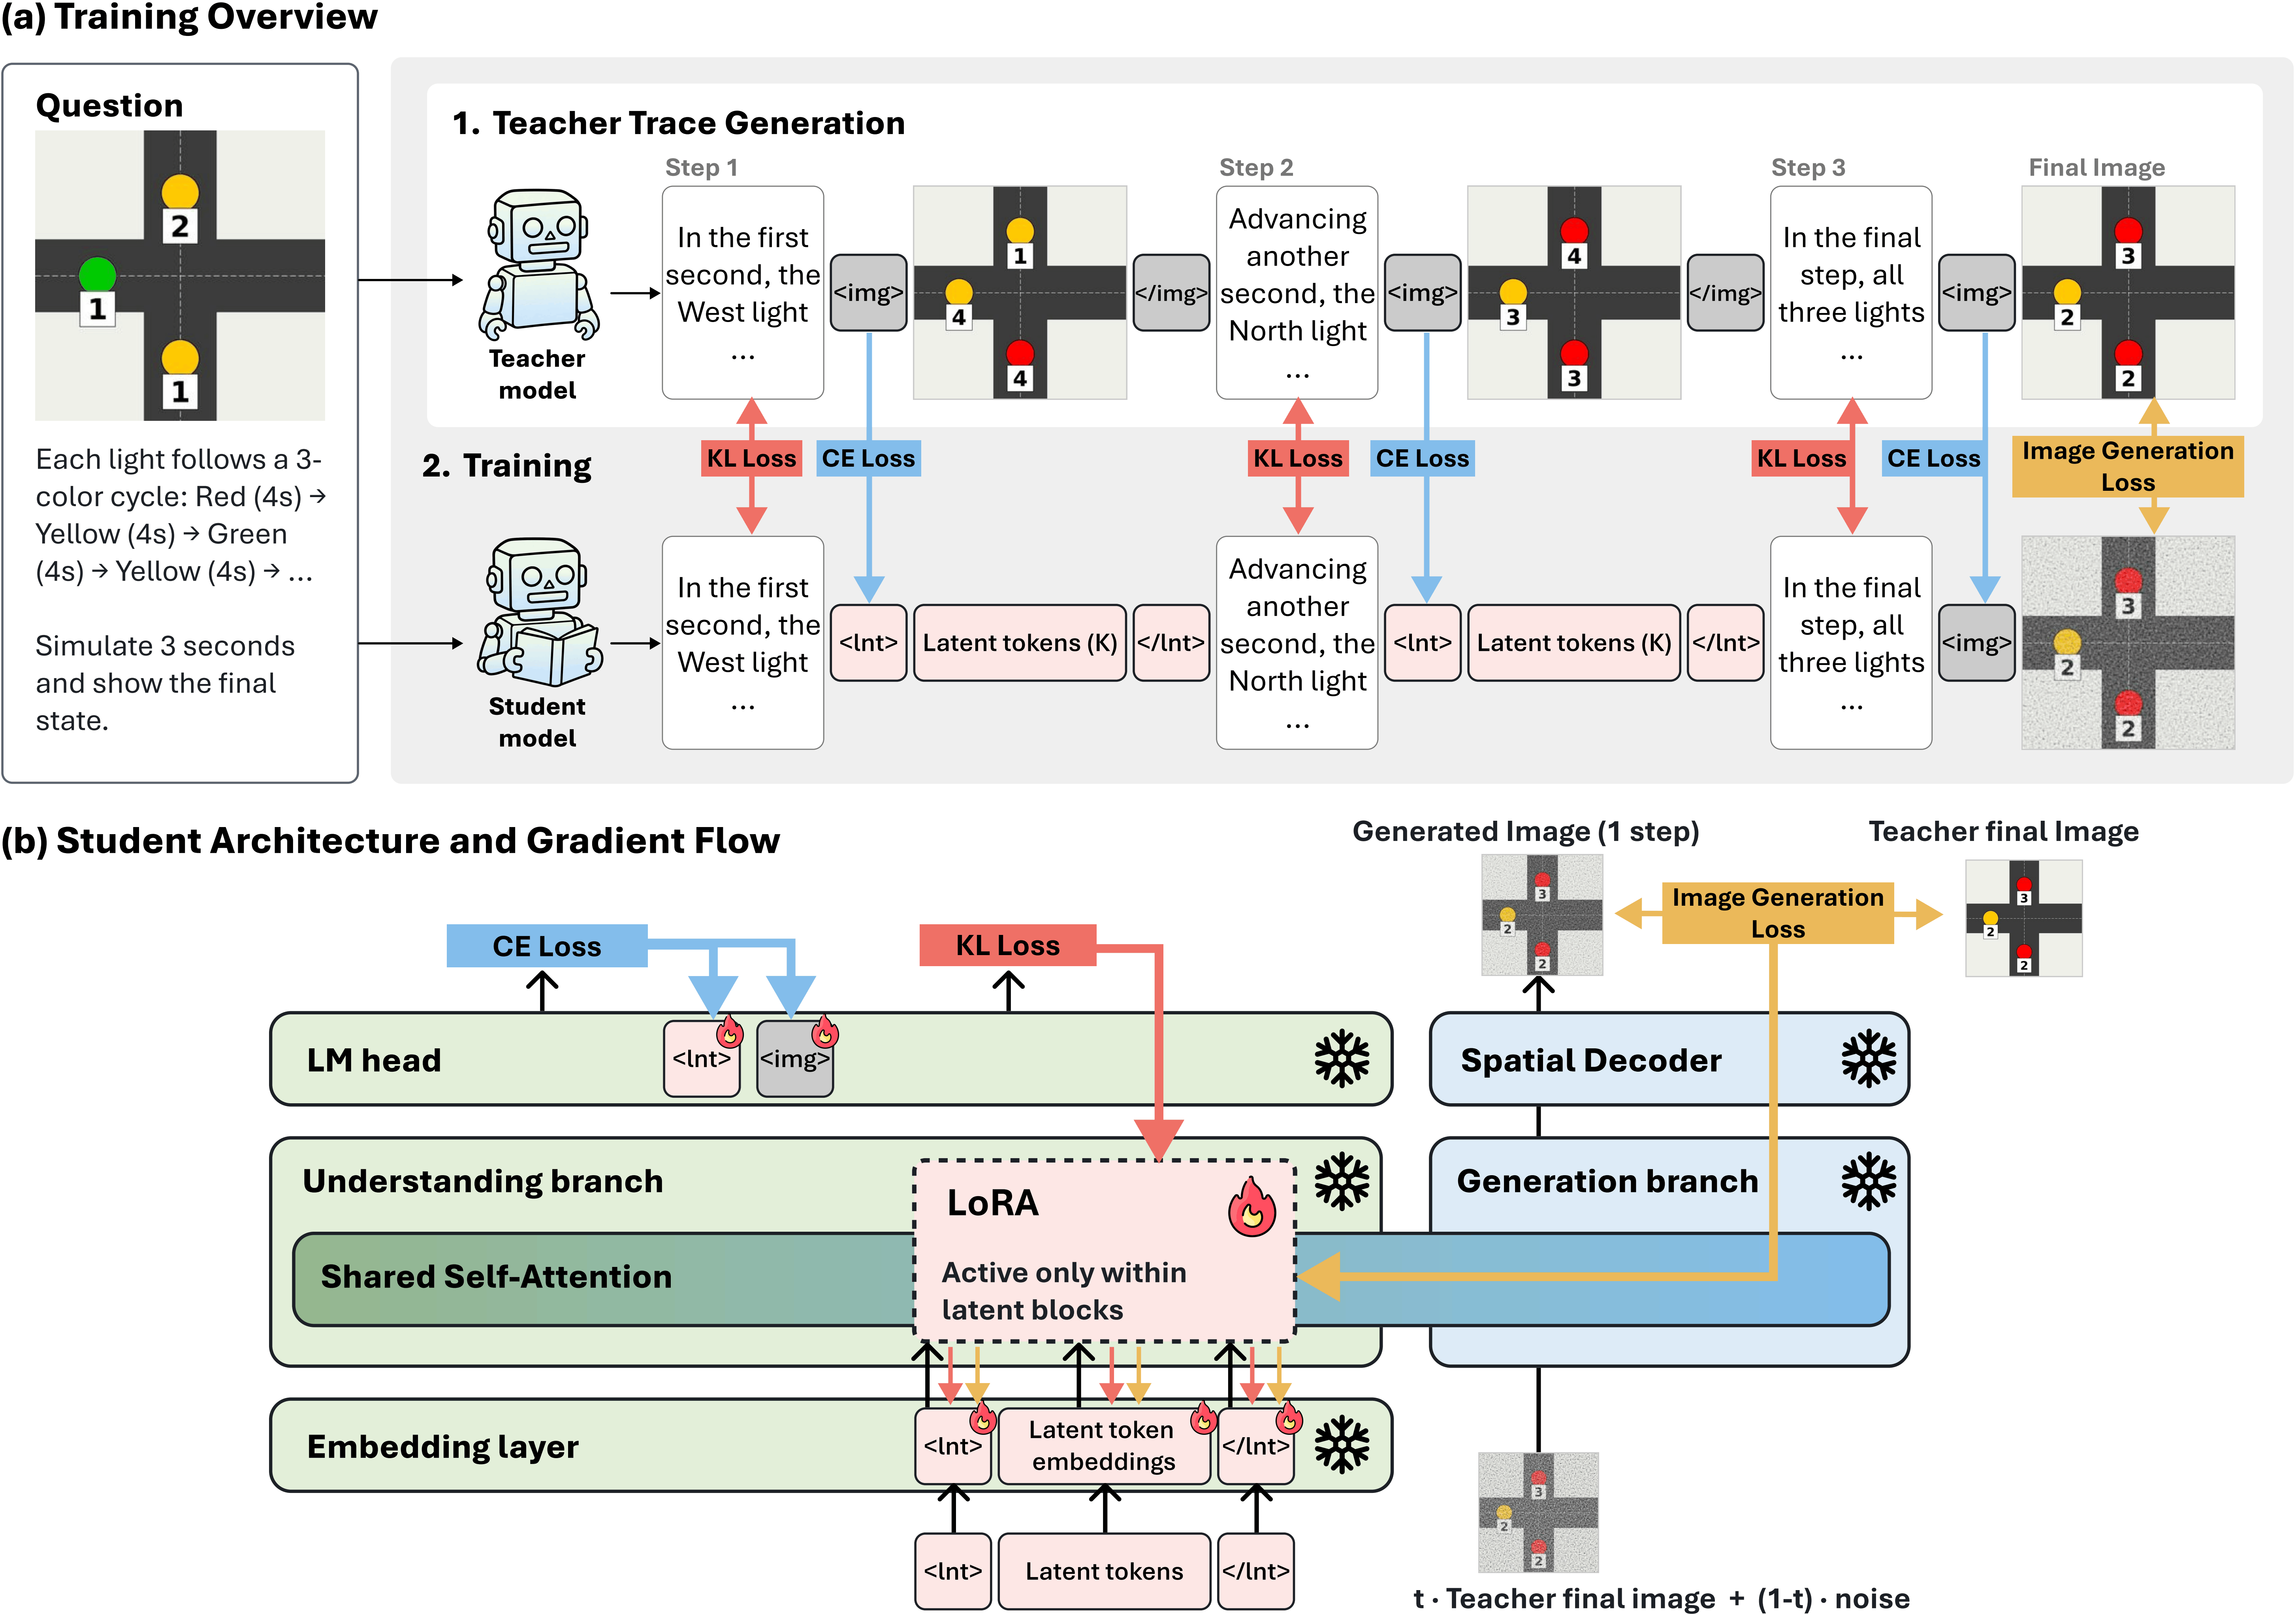 (a) Training Overview
Question
2
1
1
Each light follows a 3-
color cycle: Red (4s) →
Yellow (4s) → Green
(4s) → Yellow (4s) → ...
Simulate 3 seconds
and show the final
state.
1. Teacher Trace Generation
Teacher
model
Step 1
In the first
second, the
West light
...
<img>
1
4
4
</img>
Step 2
Advancing
another
second, the
North light
...
<img>
4
3
3
</img>
Step 3
In the final
step, all
three lights
...
<img>
Final Image
3
2
2
KL Loss
CE Loss
KL Loss
CE Loss
KL Loss
CE Loss
Image Generation
Loss
2. Training
Student
model
In the first
second, the
West light
...
<lnt>
Latent tokens (K)
</lnt>
Advancing
another
second, the
North light
...
<lnt>
Latent tokens (K)
</lnt>
In the final
step, all
three lights
...
<img>
3
2
2
(b) Student Architecture and Gradient Flow
Generated Image (1 step)
3
2
2
Image Generation
Loss
Teacher final Image
3
2
2
CE Loss
KL Loss
LM head
<lnt>
<img>
Spatial Decoder
Understanding branch
LoRA
Active only within
latent blocks
Generation branch
Shared Self-Attention
Embedding layer
<lnt>
Latent token
embeddings
</lnt>
<lnt>
Latent tokens
</lnt>
3
2
2
t · Teacher final image + (1-t) · noise